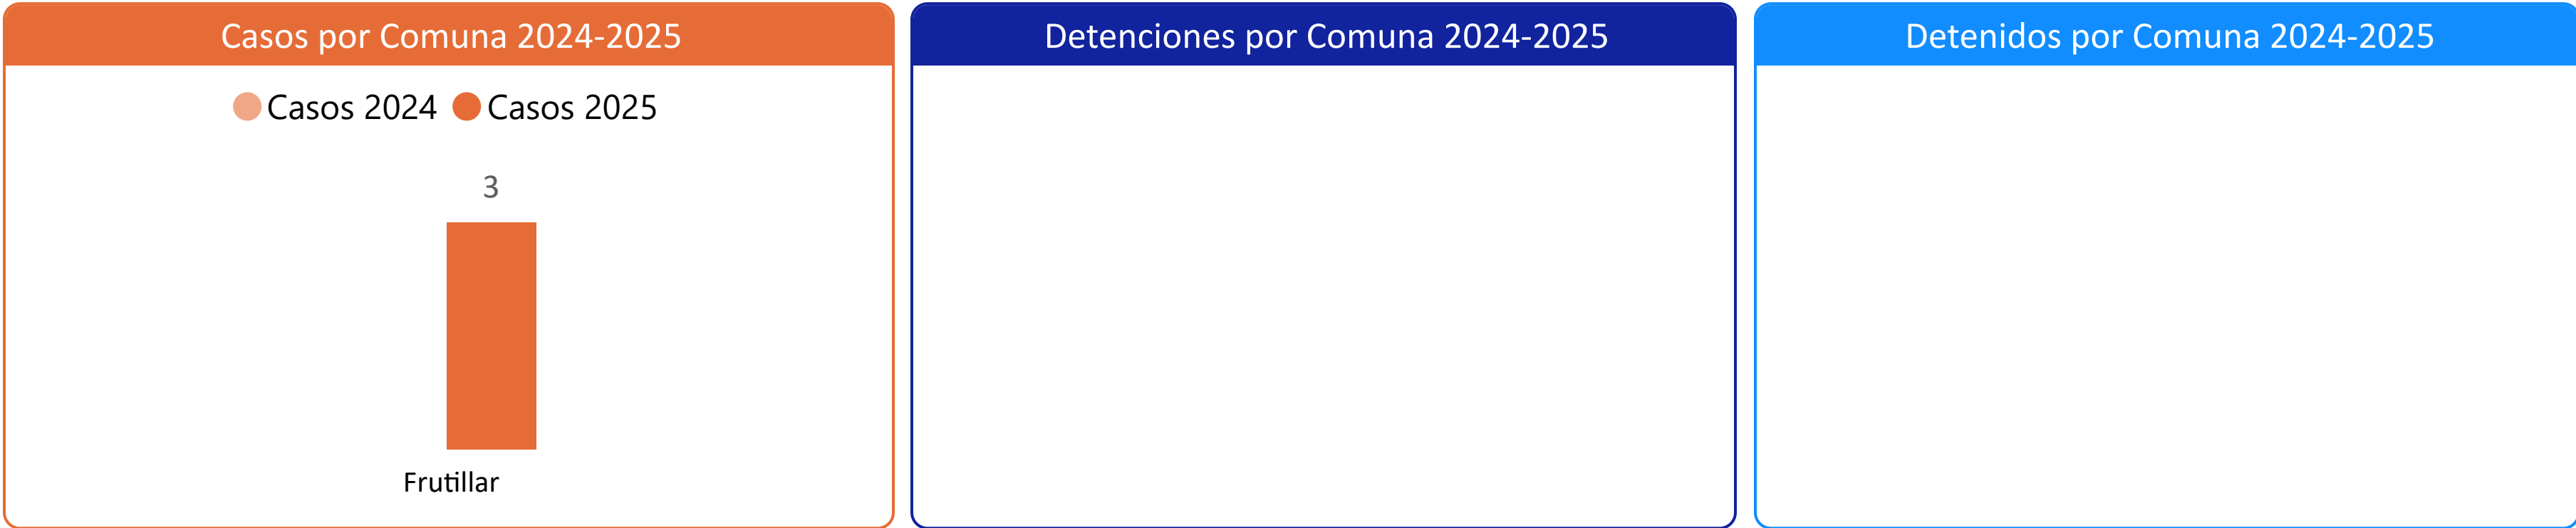 Casos por Comuna 2024-2025
Casos 2024 Casos 2025
3
Frutillar
Detenciones por Comuna 2024-2025
Detenidos por Comuna 2024-2025